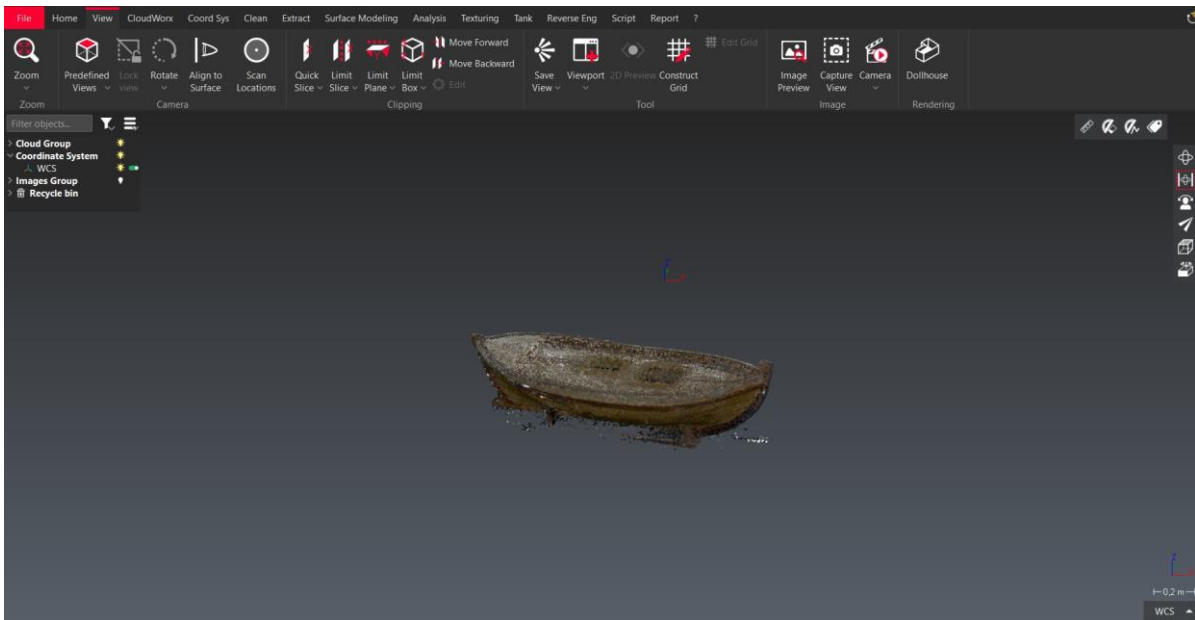 File Home View CloudWorx Coord Sys Clean Extract Surface Modeling Analysis Texturing Tank Reverse Eng Script Report ?
Zoom
Predefined Views
Lock view
Rotate
Align to Surface
Scan Locations
Quick Slice
Limit Slice
Limit Plane
Limit Box
Move Forward
Move Backward
Edit
Save View
Viewport
2D Preview
Construct Grid
Edit Grid
Image Preview
Capture View
Camera
Dollhouse
Zoom Camera Clipping Tool Image Rendering
Filter objects...
Cloud Group
Coordinate System
WCS
Images Group
Recycle bin
0,2 m
WCS